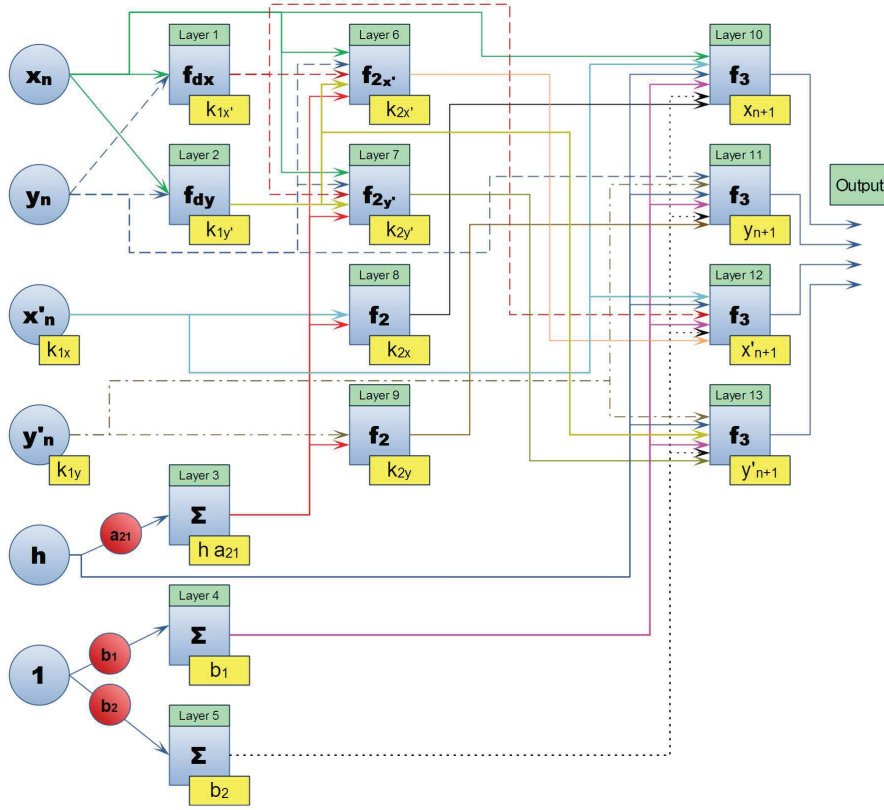 Layer 1
Layer 6
Layer 10
xn
fdx
f2x'
f3
k1x'
k2x'
xn+1
Layer 2
Layer 7
Layer 11
yn
fdy
f2y'
f3
Output
k1y'
k2y'
yn+1
Layer 8
Layer 12
x'n
f2
f3
k1x
k2x
x'n+1
Layer 9
Layer 13
y'n
f2
f3
k1y
k2y
y'n+1
Layer 3
Σ
a21
h
h a21
Layer 4
Σ
b1
b1
1
b2
Layer 5
Σ
b2